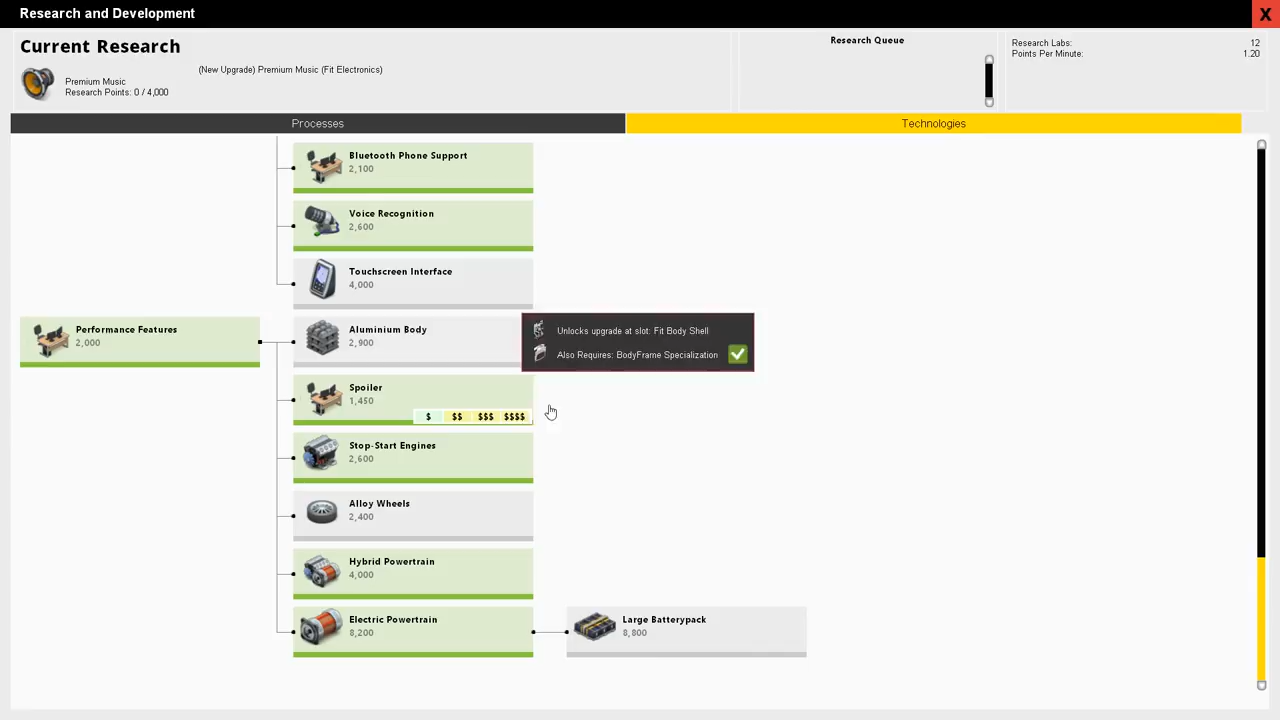 Research and Development
X
Current Research
(New Upgrade) Premium Music (Fit Electronics)
Premium Music
Research Points: 0 / 4,000
Research Queue
Research Labs: 12
Points Per Minute: 1.20
Processes
Technologies
Bluetooth Phone Support
2,100
Voice Recognition
2,600
Touchscreen Interface
4,000
Performance Features
2,000
Aluminium Body
2,900
Unlocks upgrade at slot: Fit Body Shell
Also Requires: BodyFrame Specialization
Spoiler
1,450
$ $$ $$$ $$$$
Stop-Start Engines
2,600
Alloy Wheels
2,400
Hybrid Powertrain
4,000
Electric Powertrain
8,200
Large Batterypack
8,800